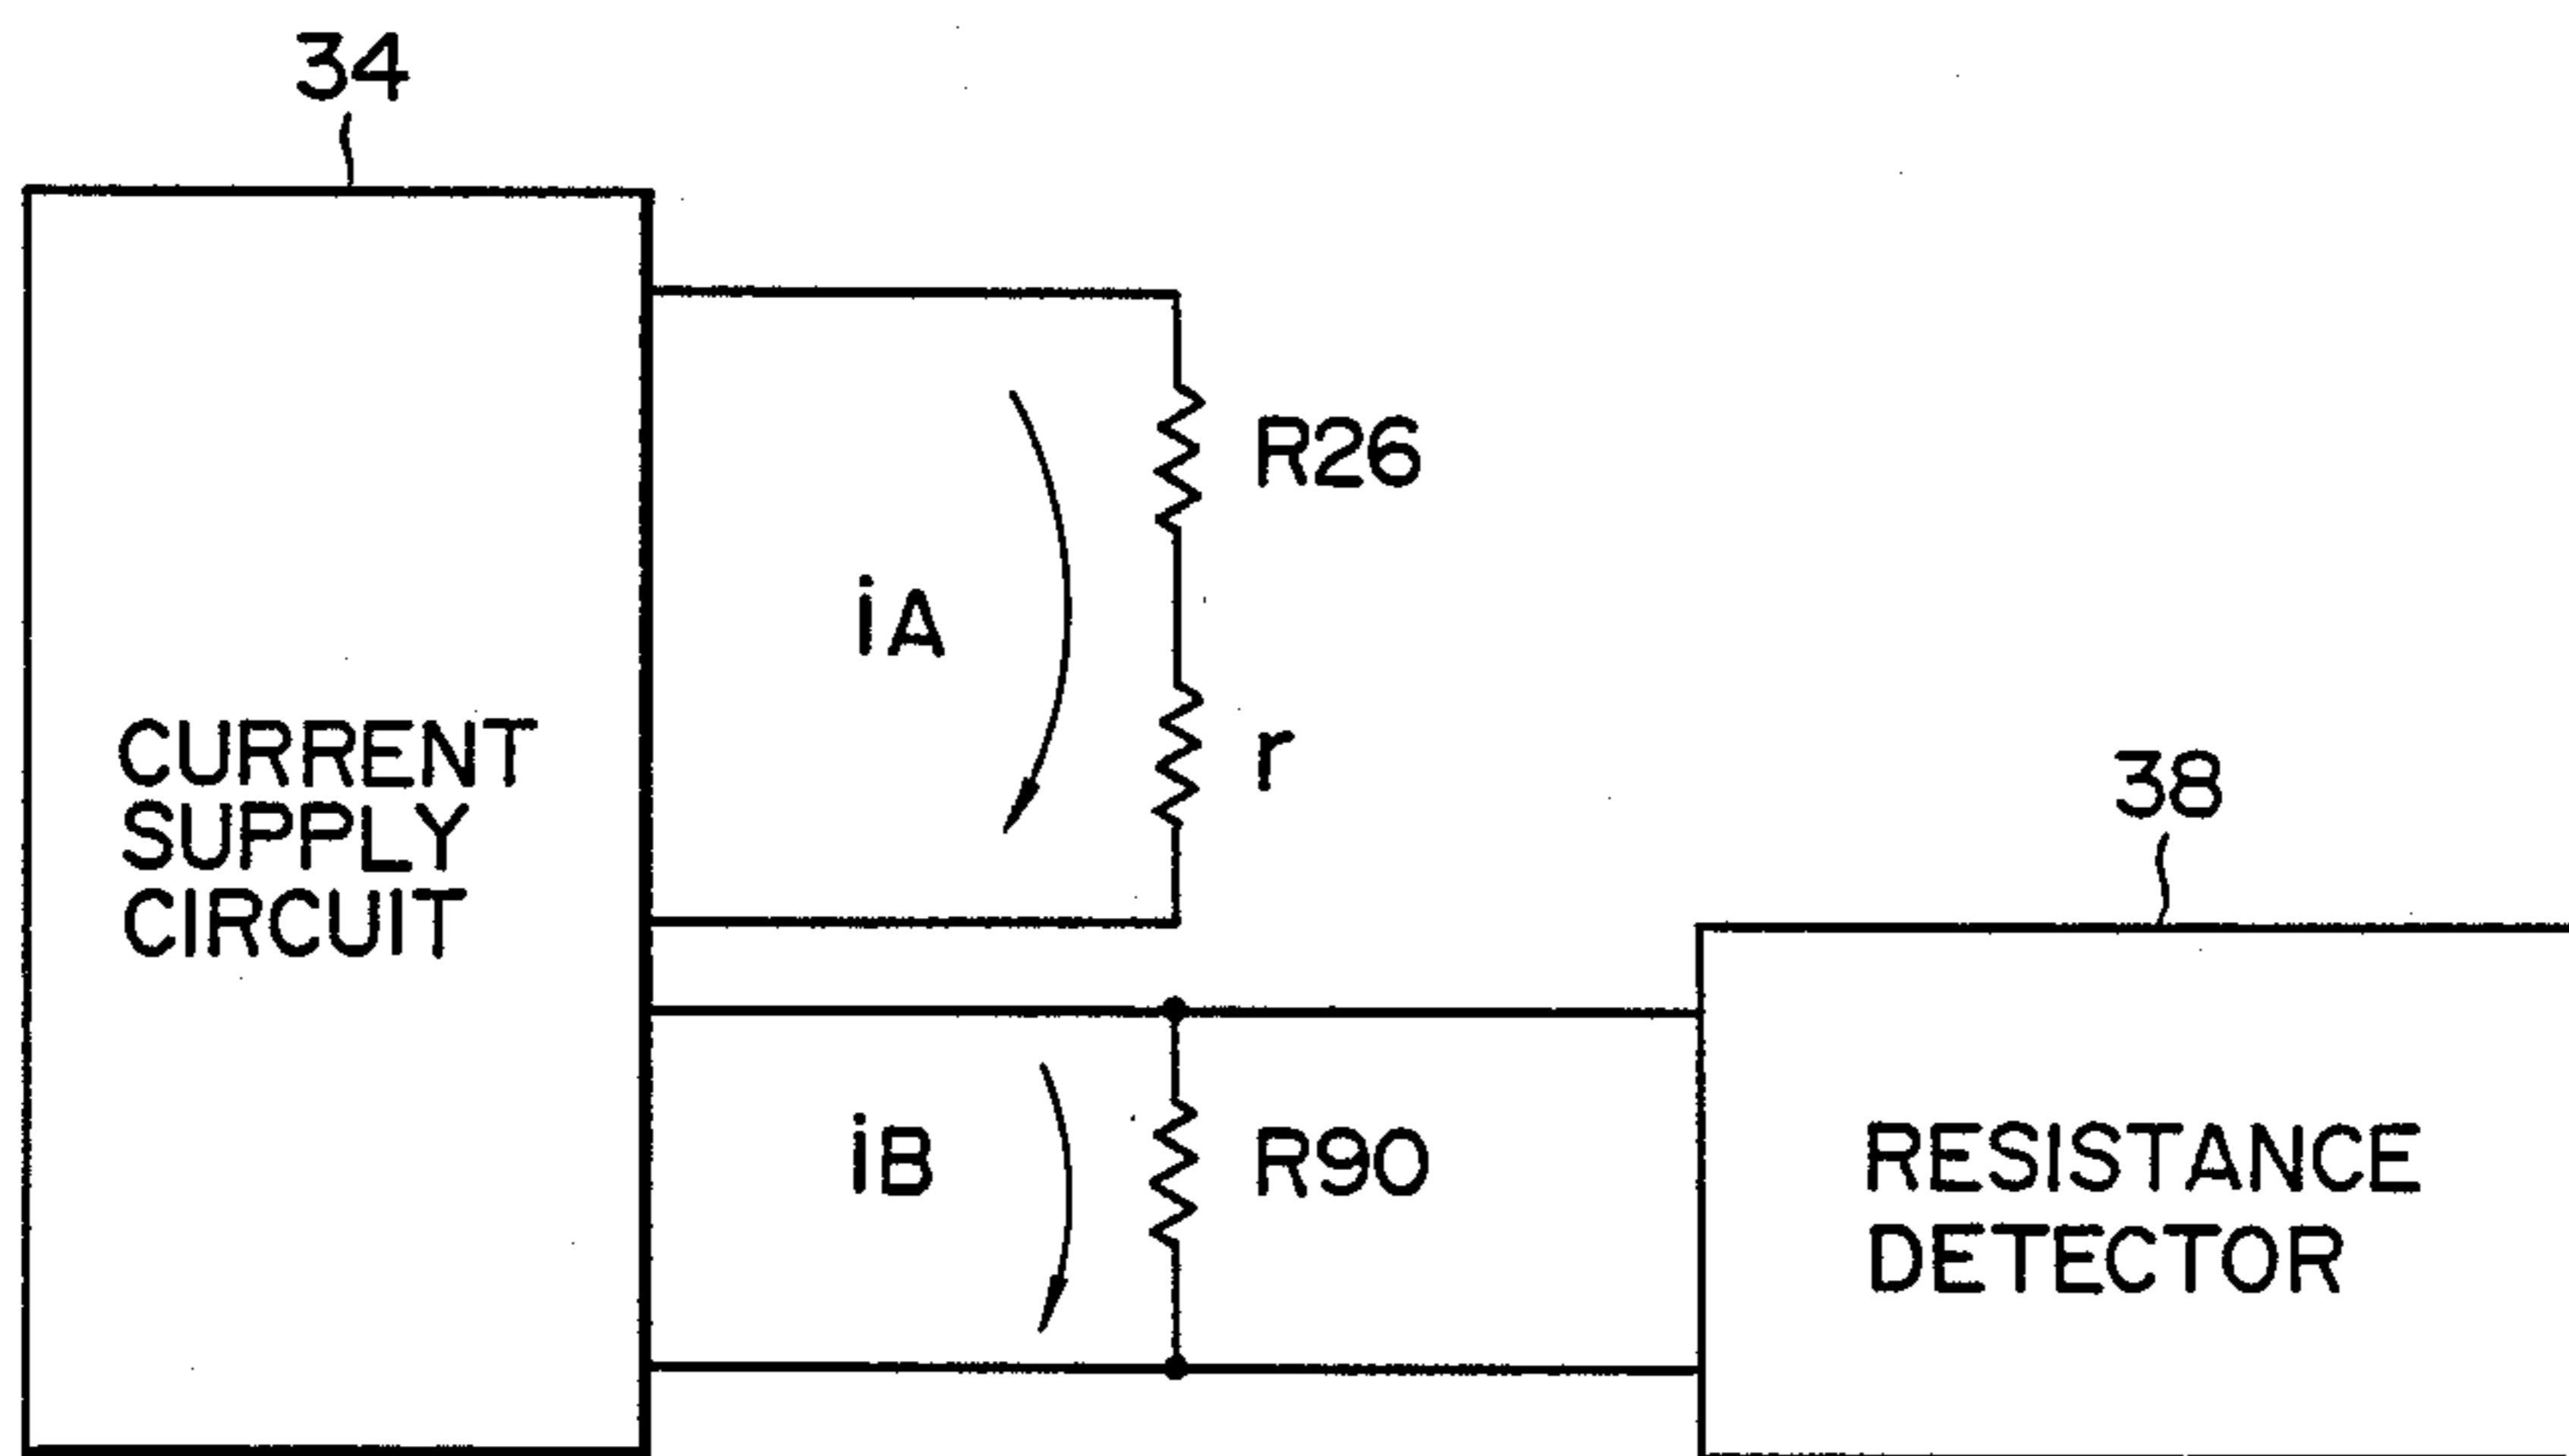 34
R26
iA
r
CURRENT
SUPPLY
CIRCUIT
38
iB
R90
RESISTANCE
DETECTOR